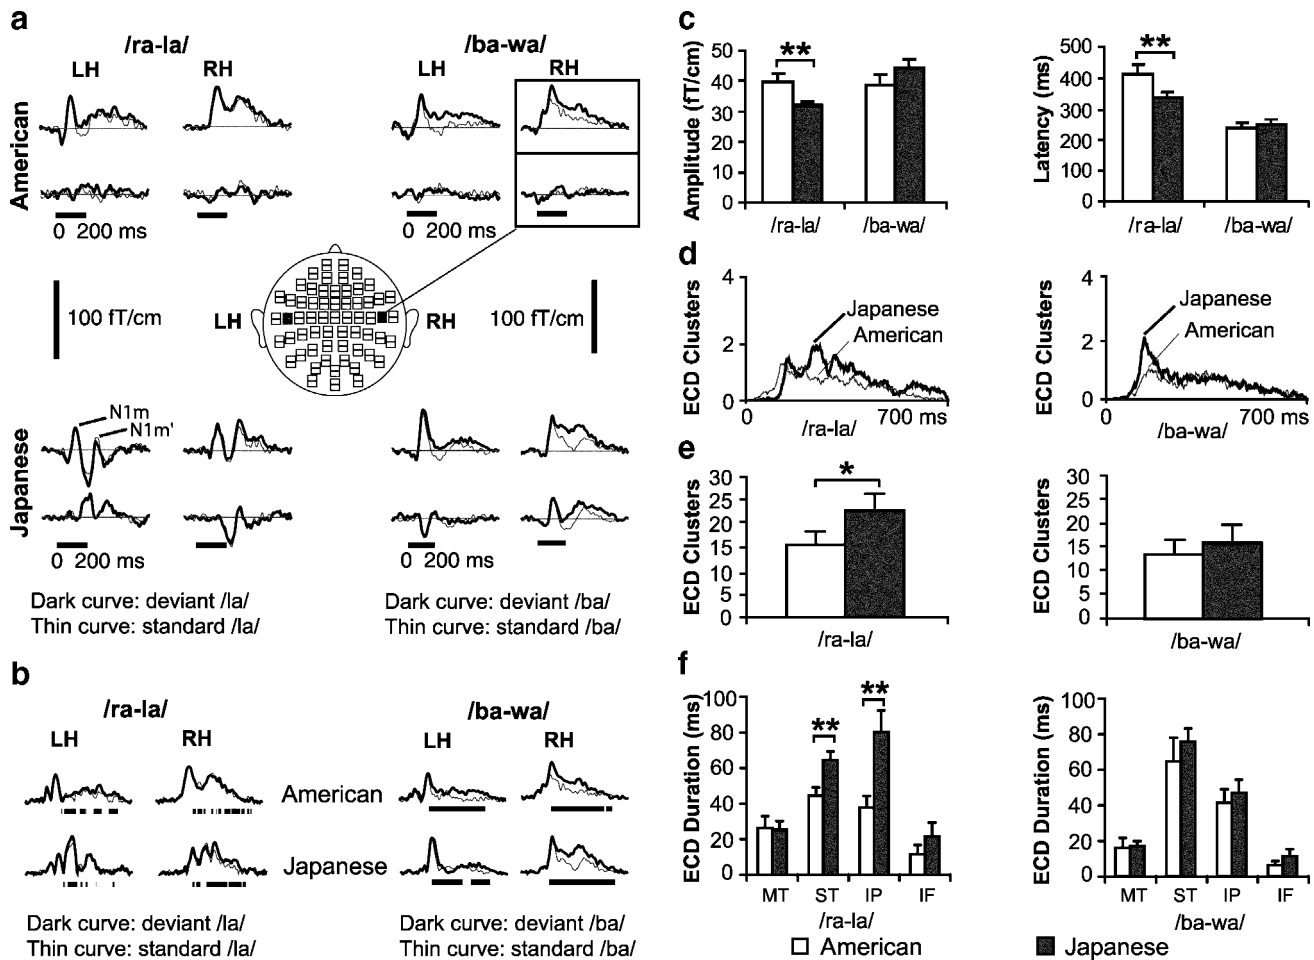 a
/ra-la/
/ba-wa/
LH RH LH RH
American
0 200 ms
0 200 ms
100 fT/cm
LH
RH
100 fT/cm
N1m
N1m'
Japanese
0 200 ms
0 200 ms
Dark curve: deviant /la/
Thin curve: standard /la/
Dark curve: deviant /ba/
Thin curve: standard /ba/
b
/ra-la/
/ba-wa/
LH RH LH RH
American
Japanese
Dark curve: deviant /la/
Thin curve: standard /la/
Dark curve: deviant /ba/
Thin curve: standard /ba/
c
Amplitude (fT/cm)
50
40
30
20
10
0
**
/ra-la/ /ba-wa/
Latency (ms)
500
400
300
200
100
0
**
/ra-la/ /ba-wa/
d
ECD Clusters
4
2
0
Japanese
American
0 700 ms
/ra-la/
ECD Clusters
4
2
0
Japanese
American
0 700 ms
/ba-wa/
e
ECD Clusters
30
25
20
15
10
5
0
*
/ra-la/
ECD Clusters
30
25
20
15
10
5
0
/ba-wa/
f
ECD Duration (ms)
100
80
60
40
20
0
**
**
MT ST IP IF
/ra-la/
ECD Duration (ms)
100
80
60
40
20
0
MT ST IP IF
/ba-wa/
American
Japanese